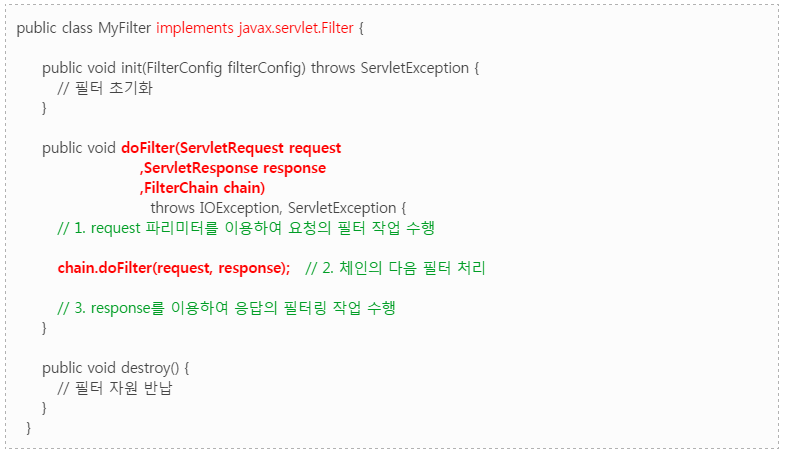 public class MyFilter implements javax.servlet.Filter {
public void init(FilterConfig filterConfig) throws ServletException {
// 필터 초기화
}
public void doFilter(ServletRequest request
,ServletResponse response
,FilterChain chain)
throws IOException, ServletException {
// 1. request 파리미터를 이용하여 요청의 필터 작업 수행
chain.doFilter(request, response); // 2. 체인의 다음 필터 처리
// 3. response를 이용하여 응답의 필터링 작업 수행
}
public void destroy() {
// 필터 자원 반납
}
}